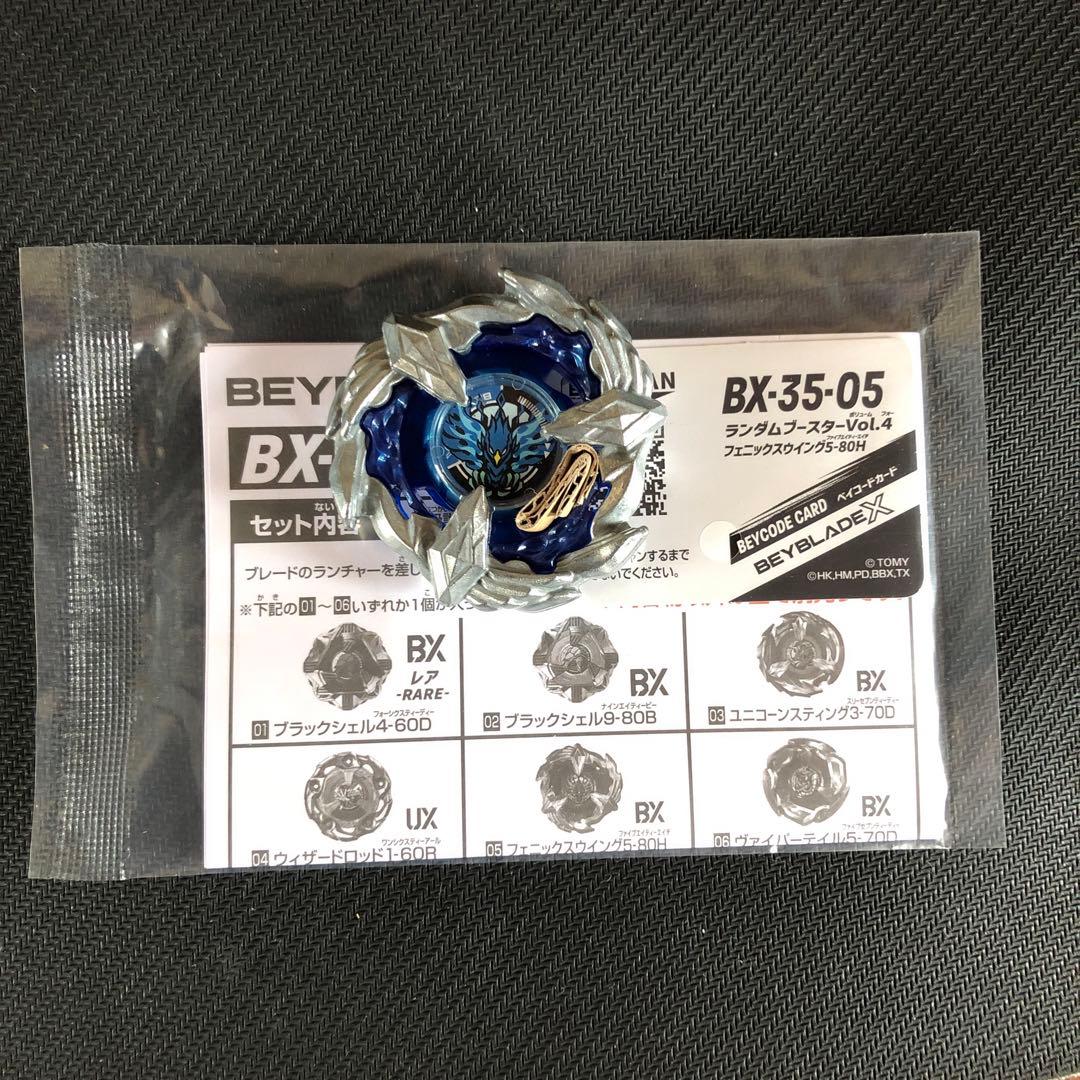 BEY
AN
BX-
ない
セット内容
ブレードのランチャーを差し
ャンするまで
いでください。
※下記の01～06いずれか1個が入っ
BX-35-05
ボリューム フォー
ランダムブースターVol.4
ファイブエイティーエイチ
フェニックスウイング5-80H
BEYCODE CARD ベイコードカード
BEYBLADE X
©TOMY
©HK,HM,PD,BBX,TX
BX
レア
-RARE-
フォーシックスティーディー
01 ブラックシェル4-60D
BX
ナインエイティービー
02 ブラックシェル9-80B
BX
スリーセブンティーディー
03 ユニコーンスティング3-70D
UX
ワンシックスティーアール
04 ウィザードロッド1-60R
BX
ファイブエイティーエイチ
05 フェニックスウイング5-80H
BX
ファイブセブンティーディー
06 ヴァイパーテイル5-70D